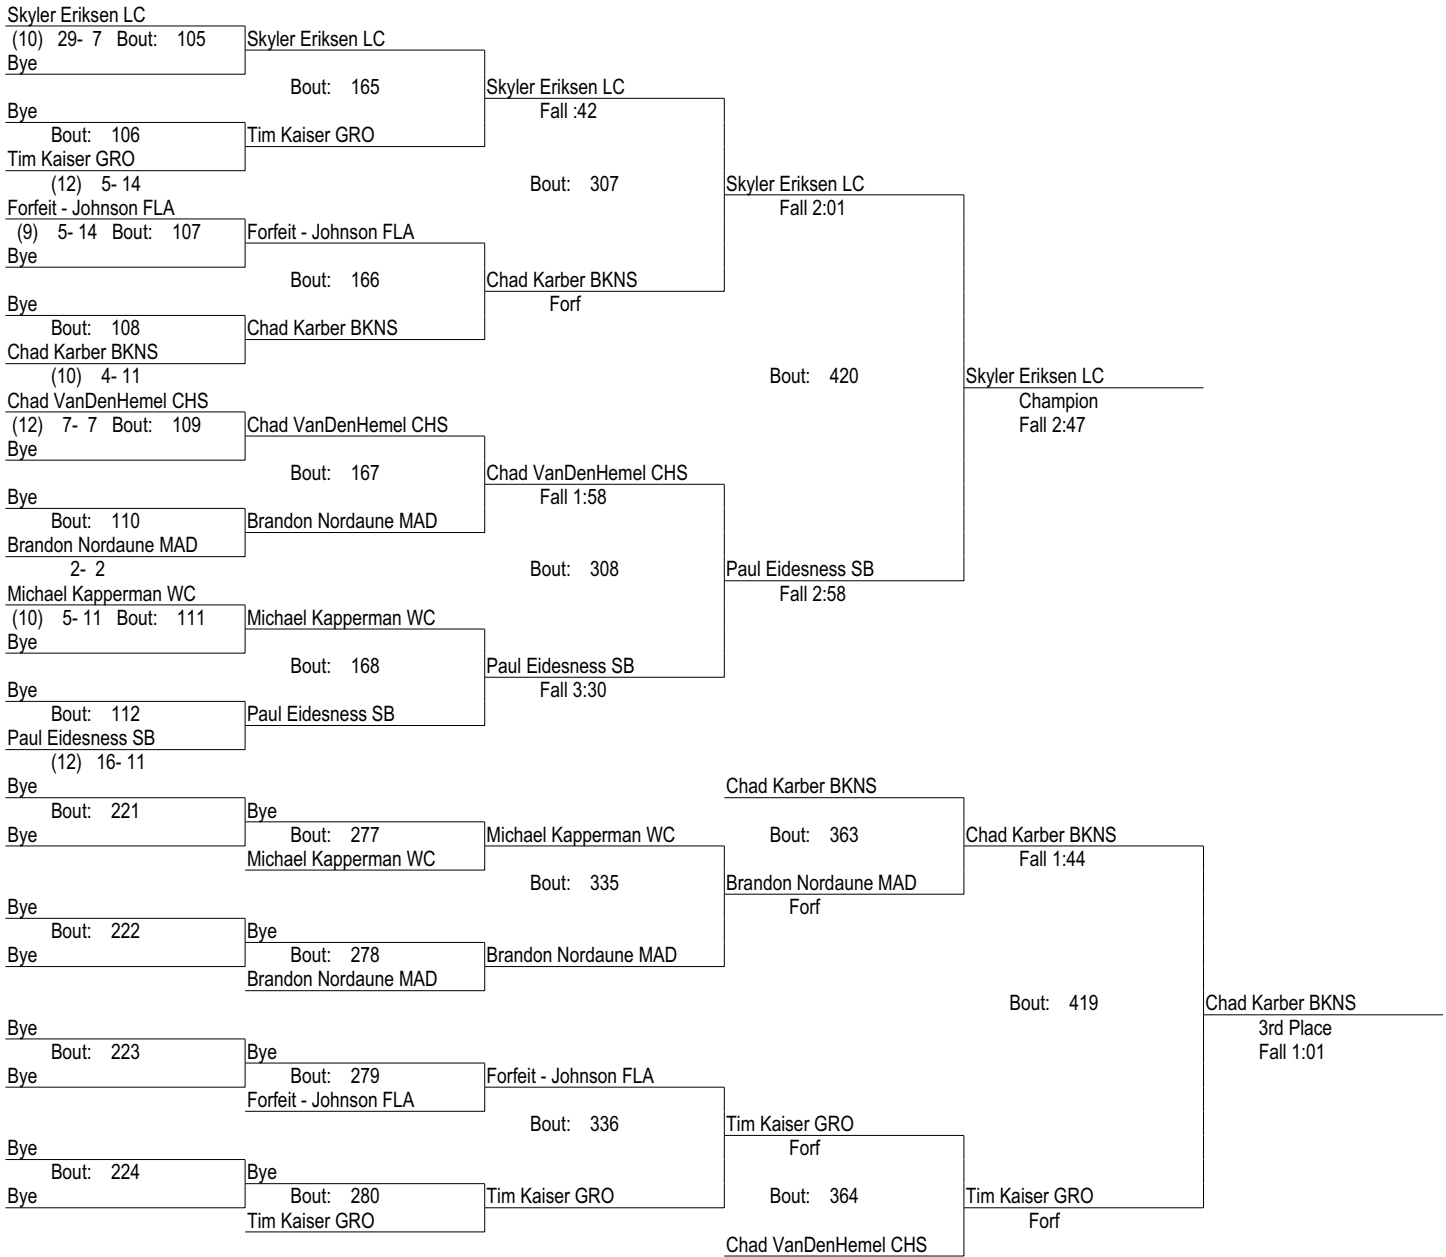 Skyler Eriksen LC
(10) 29- 7 Bout: 105 Skyler Eriksen LC
Bye
Bout: 165 Skyler Eriksen LC
Bye Fall :42
Bout: 106 Tim Kaiser GRO
Tim Kaiser GRO
(12) 5- 14 Bout: 307 Skyler Eriksen LC
Forfeit - Johnson FLA Fall 2:01
(9) 5- 14 Bout: 107 Forfeit - Johnson FLA
Bye
Bout: 166 Chad Karber BKNS
Bye Forf
Bout: 108 Chad Karber BKNS
Chad Karber BKNS
(10) 4- 11 Bout: 420 Skyler Eriksen LC
Chad VanDenHemel CHS Champion
(12) 7- 7 Bout: 109 Chad VanDenHemel CHS Fall 2:47
Bye
Bout: 167 Chad VanDenHemel CHS
Bye Fall 1:58
Bout: 110 Brandon Nordaune MAD
Brandon Nordaune MAD
2- 2 Bout: 308 Paul Eidesness SB
Michael Kapperman WC Fall 2:58
(10) 5- 11 Bout: 111 Michael Kapperman WC
Bye
Bout: 168 Paul Eidesness SB
Bye Fall 3:30
Bout: 112 Paul Eidesness SB
Paul Eidesness SB
(12) 16- 11
Bye Chad Karber BKNS
Bout: 221 Bye
Bye Bout: 277 Michael Kapperman WC Bout: 363 Chad Karber BKNS
Michael Kapperman WC Fall 1:44
Bout: 335 Brandon Nordaune MAD
Bye Forf
Bout: 222 Bye
Bye Bout: 278 Brandon Nordaune MAD
Brandon Nordaune MAD
Bout: 419 Chad Karber BKNS
Bye 3rd Place
Bout: 223 Bye Fall 1:01
Bye Bout: 279 Forfeit - Johnson FLA
Forfeit - Johnson FLA
Bout: 336 Tim Kaiser GRO
Bye Forf
Bout: 224 Bye
Bye Bout: 280 Tim Kaiser GRO Bout: 364 Tim Kaiser GRO
Tim Kaiser GRO Forf
Chad VanDenHemel CHS